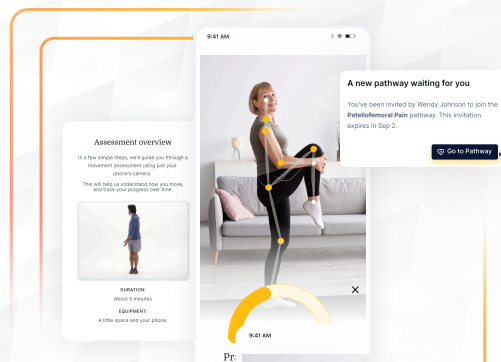 9:41 AM
A new pathway waiting for you
You've been invited by Wendy Johnson to join the
Patellofemoral Pain pathway. This invitation
expires in Sep 2.
Go to Pathway
Assessment overview
In a few simple steps, we'll guide you through a
movement assessment using just your
phone's camera.
This will help us understand how you move,
and track your progress over time.
DURATION:
About 5 minutes
EQUIPMENT:
A little space and your phone.
9:41 AM